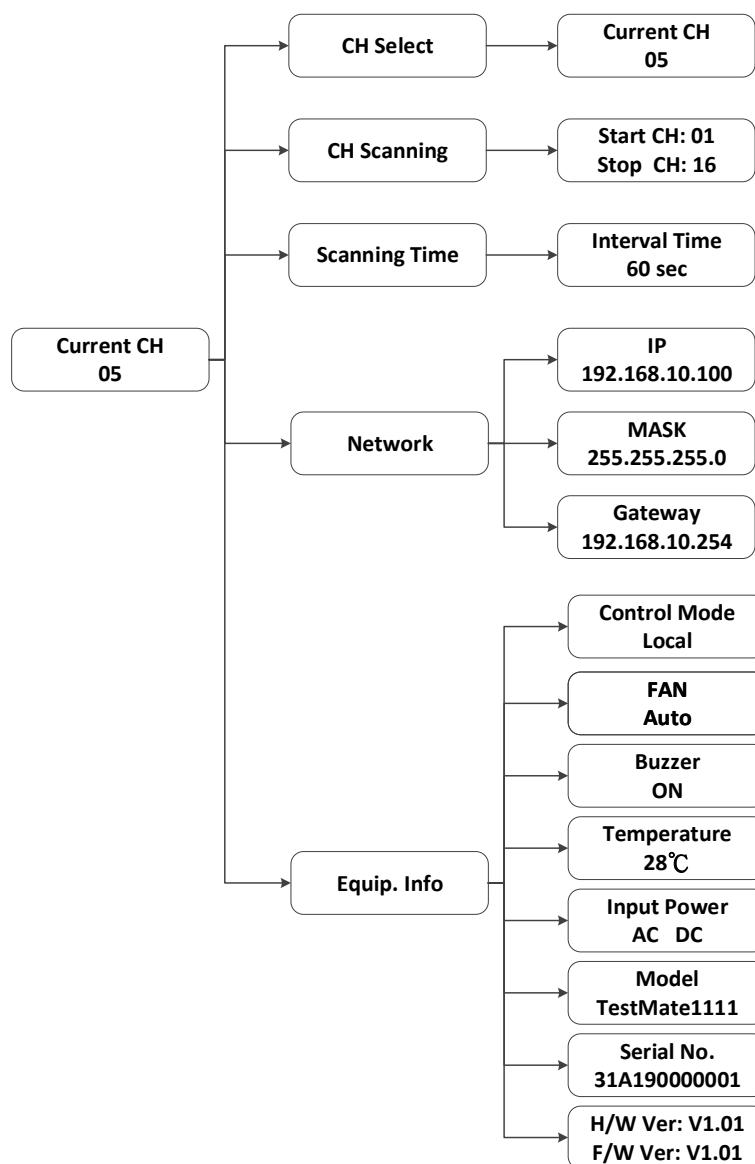 CH Select
Current CH
05
CH Scanning
Start CH: 01
Stop CH: 16
Scanning Time
Interval Time
60 sec
Current CH
05
Network
IP
192.168.10.100
MASK
255.255.255.0
Gateway
192.168.10.254
Equip. Info
Control Mode
Local
FAN
Auto
Buzzer
ON
Temperature
28℃
Input Power
AC DC
Model
TestMate1111
Serial No.
31A190000001
H/W Ver: V1.01
F/W Ver: V1.01